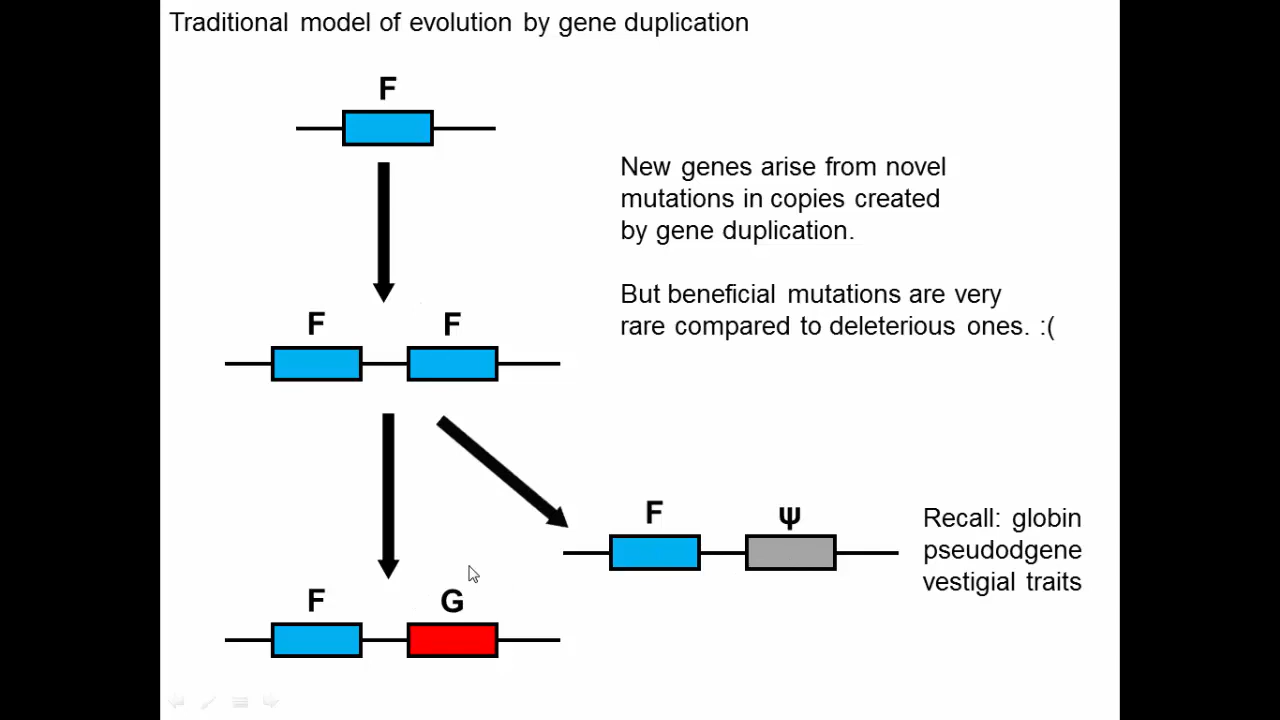 Traditional model of evolution by gene duplication
F
New genes arise from novel
mutations in copies created
by gene duplication.
But beneficial mutations are very
rare compared to deleterious ones. :(
F F
F ψ
Recall: globin
pseudodgene
vestigial traits
F G